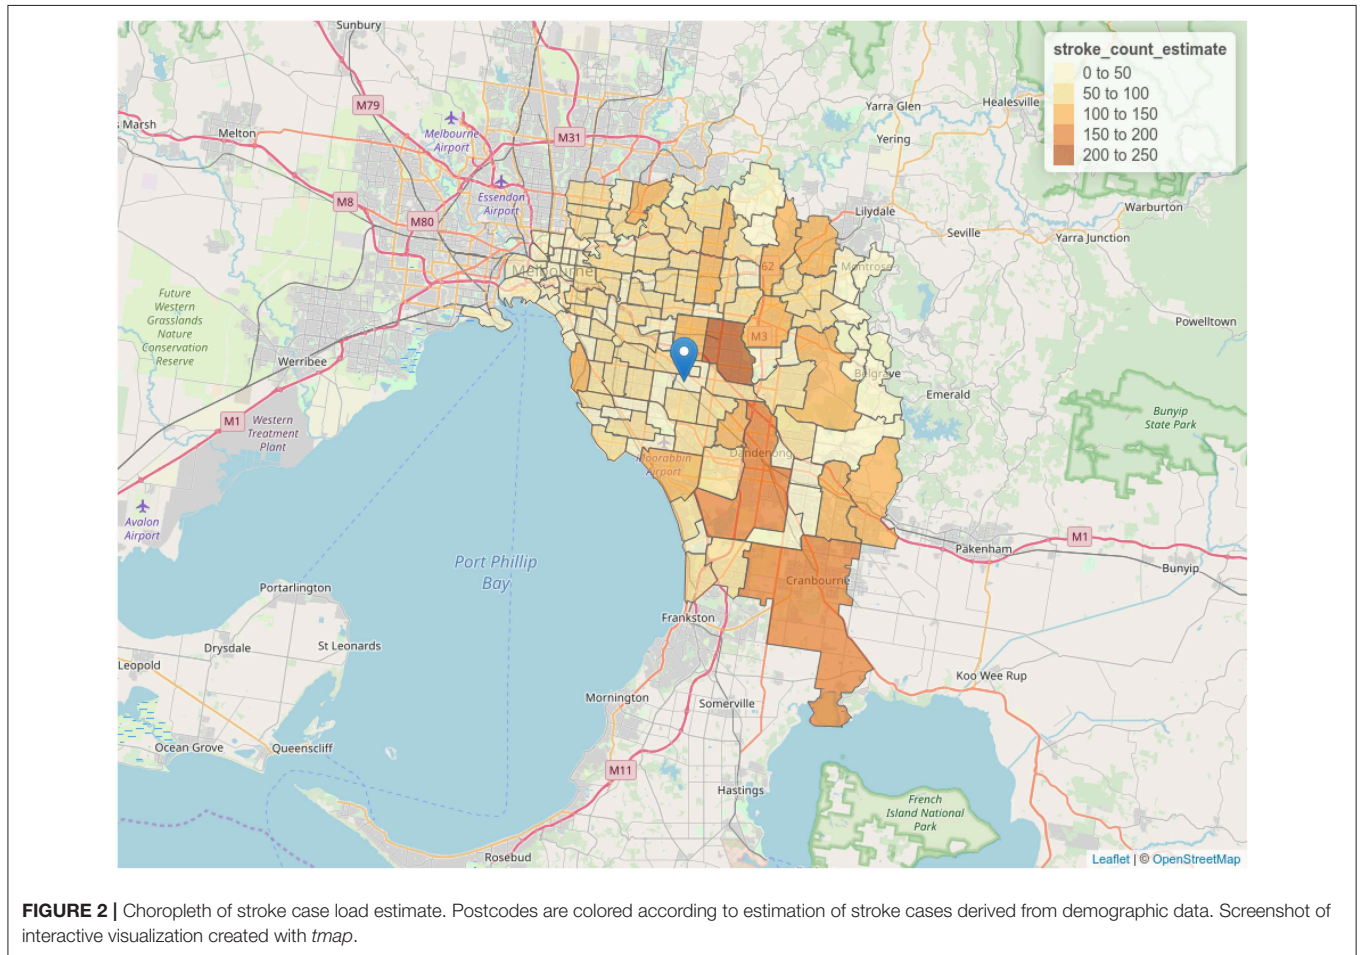 Sunbury
stroke_count_estimate
0 to 50
50 to 100
100 to 150
150 to 200
200 to 250
M79
Yarra Glen
Healesville
s Marsh
Melton
Melbourne
Airport
M31
Yering
M8
Essendon
Airport
M80
Lilydale
Warburton
Seville
Yarra Junction
Melbourne
62
Montrose
Future
Western
Grasslands
Nature
Conservation
Reserve
Powelltown
M3
Werribee
Belgrave
Emerald
M1
Western
Treatment
Plant
Bunyip
State Park
Dandenong
Moorabbin
Airport
Avalon
Airport
M1
Pakenham
Port Phillip
Bay
Bunyip
Portarlington
Cranbourne
Frankston
Drysdale
St Leonards
Leopold
Koo Wee Rup
Mornington
Somerville
Ocean Grove
Queenscliff
M11
Hastings
French
Island National
Park
Rosebud
Leaflet | © OpenStreetMap
FIGURE 2 | Choropleth of stroke case load estimate. Postcodes are colored according to estimation of stroke cases derived from demographic data. Screenshot of
interactive visualization created with tmap.